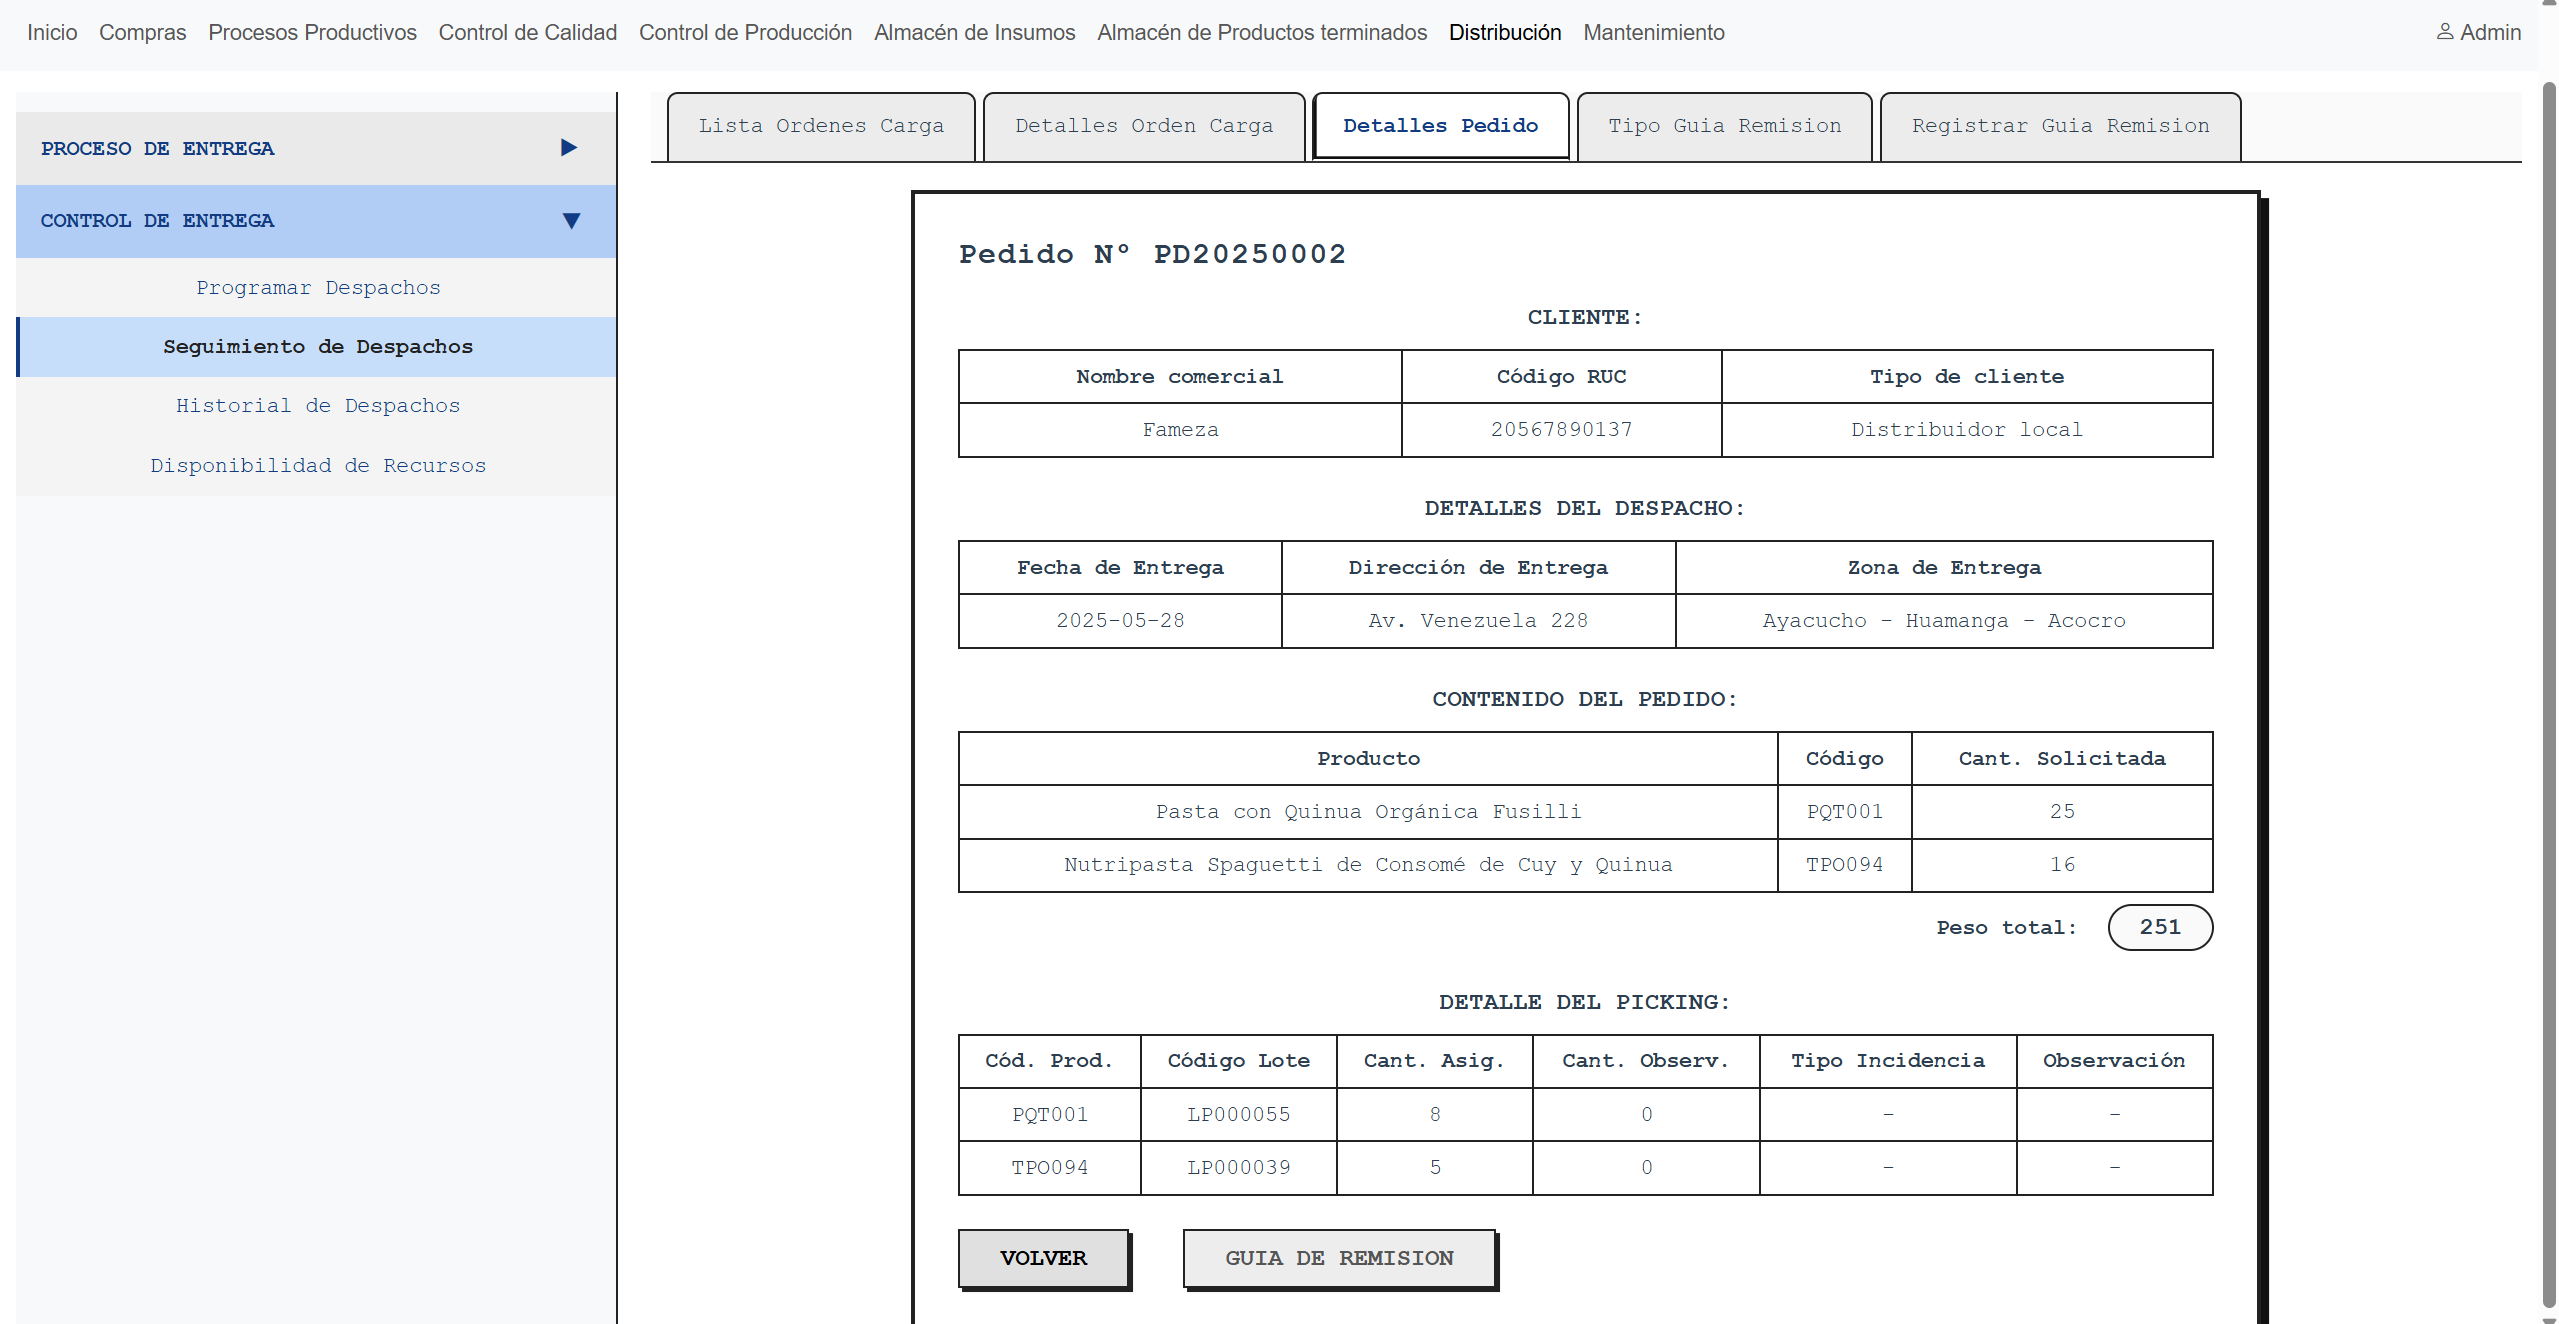 Inicio Compras Procesos Productivos Control de Calidad Control de Producción Almacén de Insumos Almacén de Productos terminados Distribución Mantenimiento Admin
PROCESO DE ENTREGA
CONTROL DE ENTREGA
Programar Despachos
Seguimiento de Despachos
Historial de Despachos
Disponibilidad de Recursos
Lista Ordenes Carga Detalles Orden Carga Detalles Pedido Tipo Guia Remision Registrar Guia Remision
Pedido Nº PD20250002
CLIENTE:
Nombre comercial Código RUC Tipo de cliente
Fameza 20567890137 Distribuidor local
DETALLES DEL DESPACHO:
Fecha de Entrega Dirección de Entrega Zona de Entrega
2025-05-28 Av. Venezuela 228 Ayacucho - Huamanga - Acocro
CONTENIDO DEL PEDIDO:
Producto Código Cant. Solicitada
Pasta con Quinua Orgánica Fusilli PQT001 25
Nutripasta Spaguetti de Consomé de Cuy y Quinua TPO094 16
Peso total: 251
DETALLE DEL PICKING:
Cód. Prod. Código Lote Cant. Asig. Cant. Observ. Tipo Incidencia Observación
PQT001 LP000055 8 0 - -
TPO094 LP000039 5 0 - -
VOLVER GUIA DE REMISION